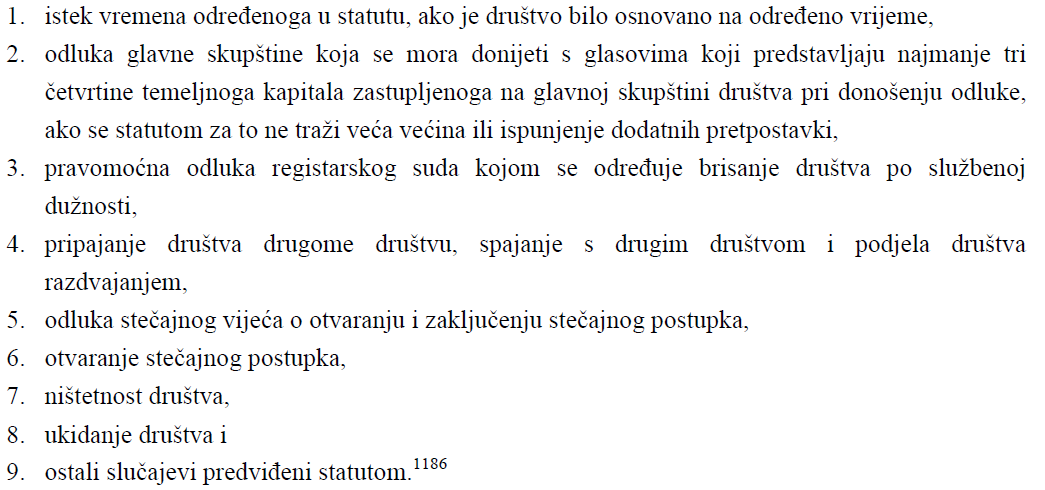 1. istek vremena određenoga u statutu, ako je društvo bilo osnovano na određeno vrijeme,
2. odluka glavne skupštine koja se mora donijeti s glasovima koji predstavljaju najmanje tri
četvrtine temeljnoga kapitala zastupljenoga na glavnoj skupštini društva pri donošenju odluke,
ako se statutom za to ne traži veća većina ili ispunjenje dodatnih pretpostavki,
3. pravomoćna odluka registarskog suda kojom se određuje brisanje društva po službenoj
dužnosti,
4. pripajanje društva drugome društvu, spajanje s drugim društvom i podjela društva
razdvajanjem,
5. odluka stečajnog vijeća o otvaranju i zaključenju stečajnog postupka,
6. otvaranje stečajnog postupka,
7. ništetnost društva,
8. ukidanje društva i
9. ostali slučajevi predviđeni statutom.1186